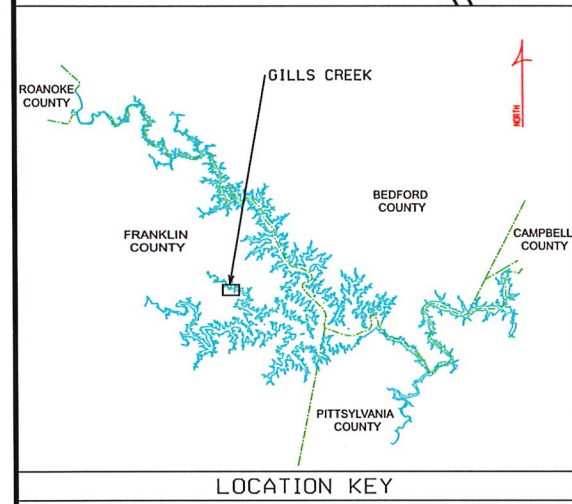 GILLS CREEK
ROANOKE
COUNTY
NORTH
BEDFORD
COUNTY
FRANKLIN
COUNTY
CAMPBELL
COUNTY
PITTSYLVANIA
COUNTY
LOCATION KEY